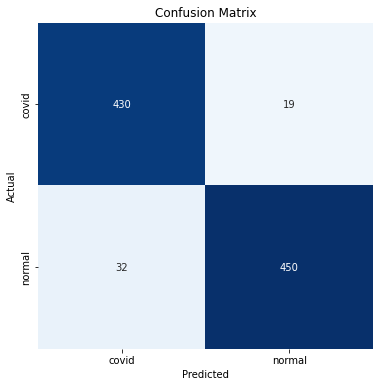 Confusion Matrix
covid
430
19
Actual
normal
32
450
covid
normal
Predicted